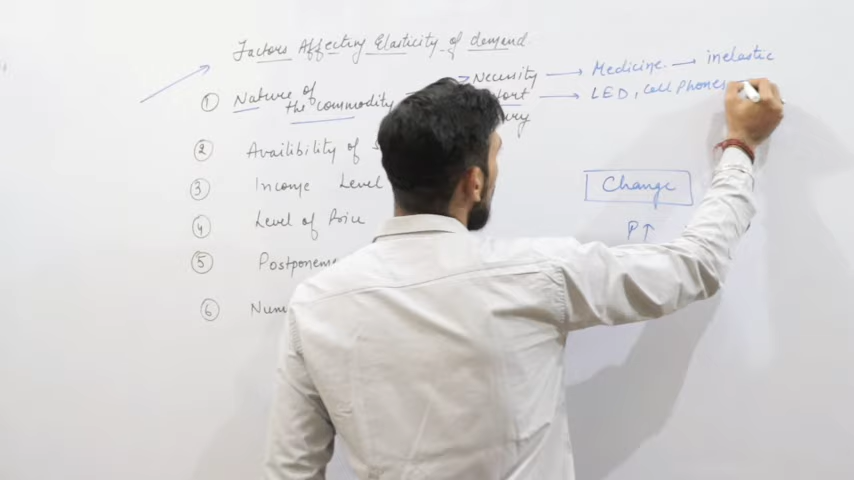 Factors Affecting Elasticity of demand.
① Nature of the commodity
Necessity → Medicine. → inelastic
→ LED, cell phones
② Availibility of
③ Income Level
④ Level of Price
⑤ Postponeme
⑥ Num
Change
P↑